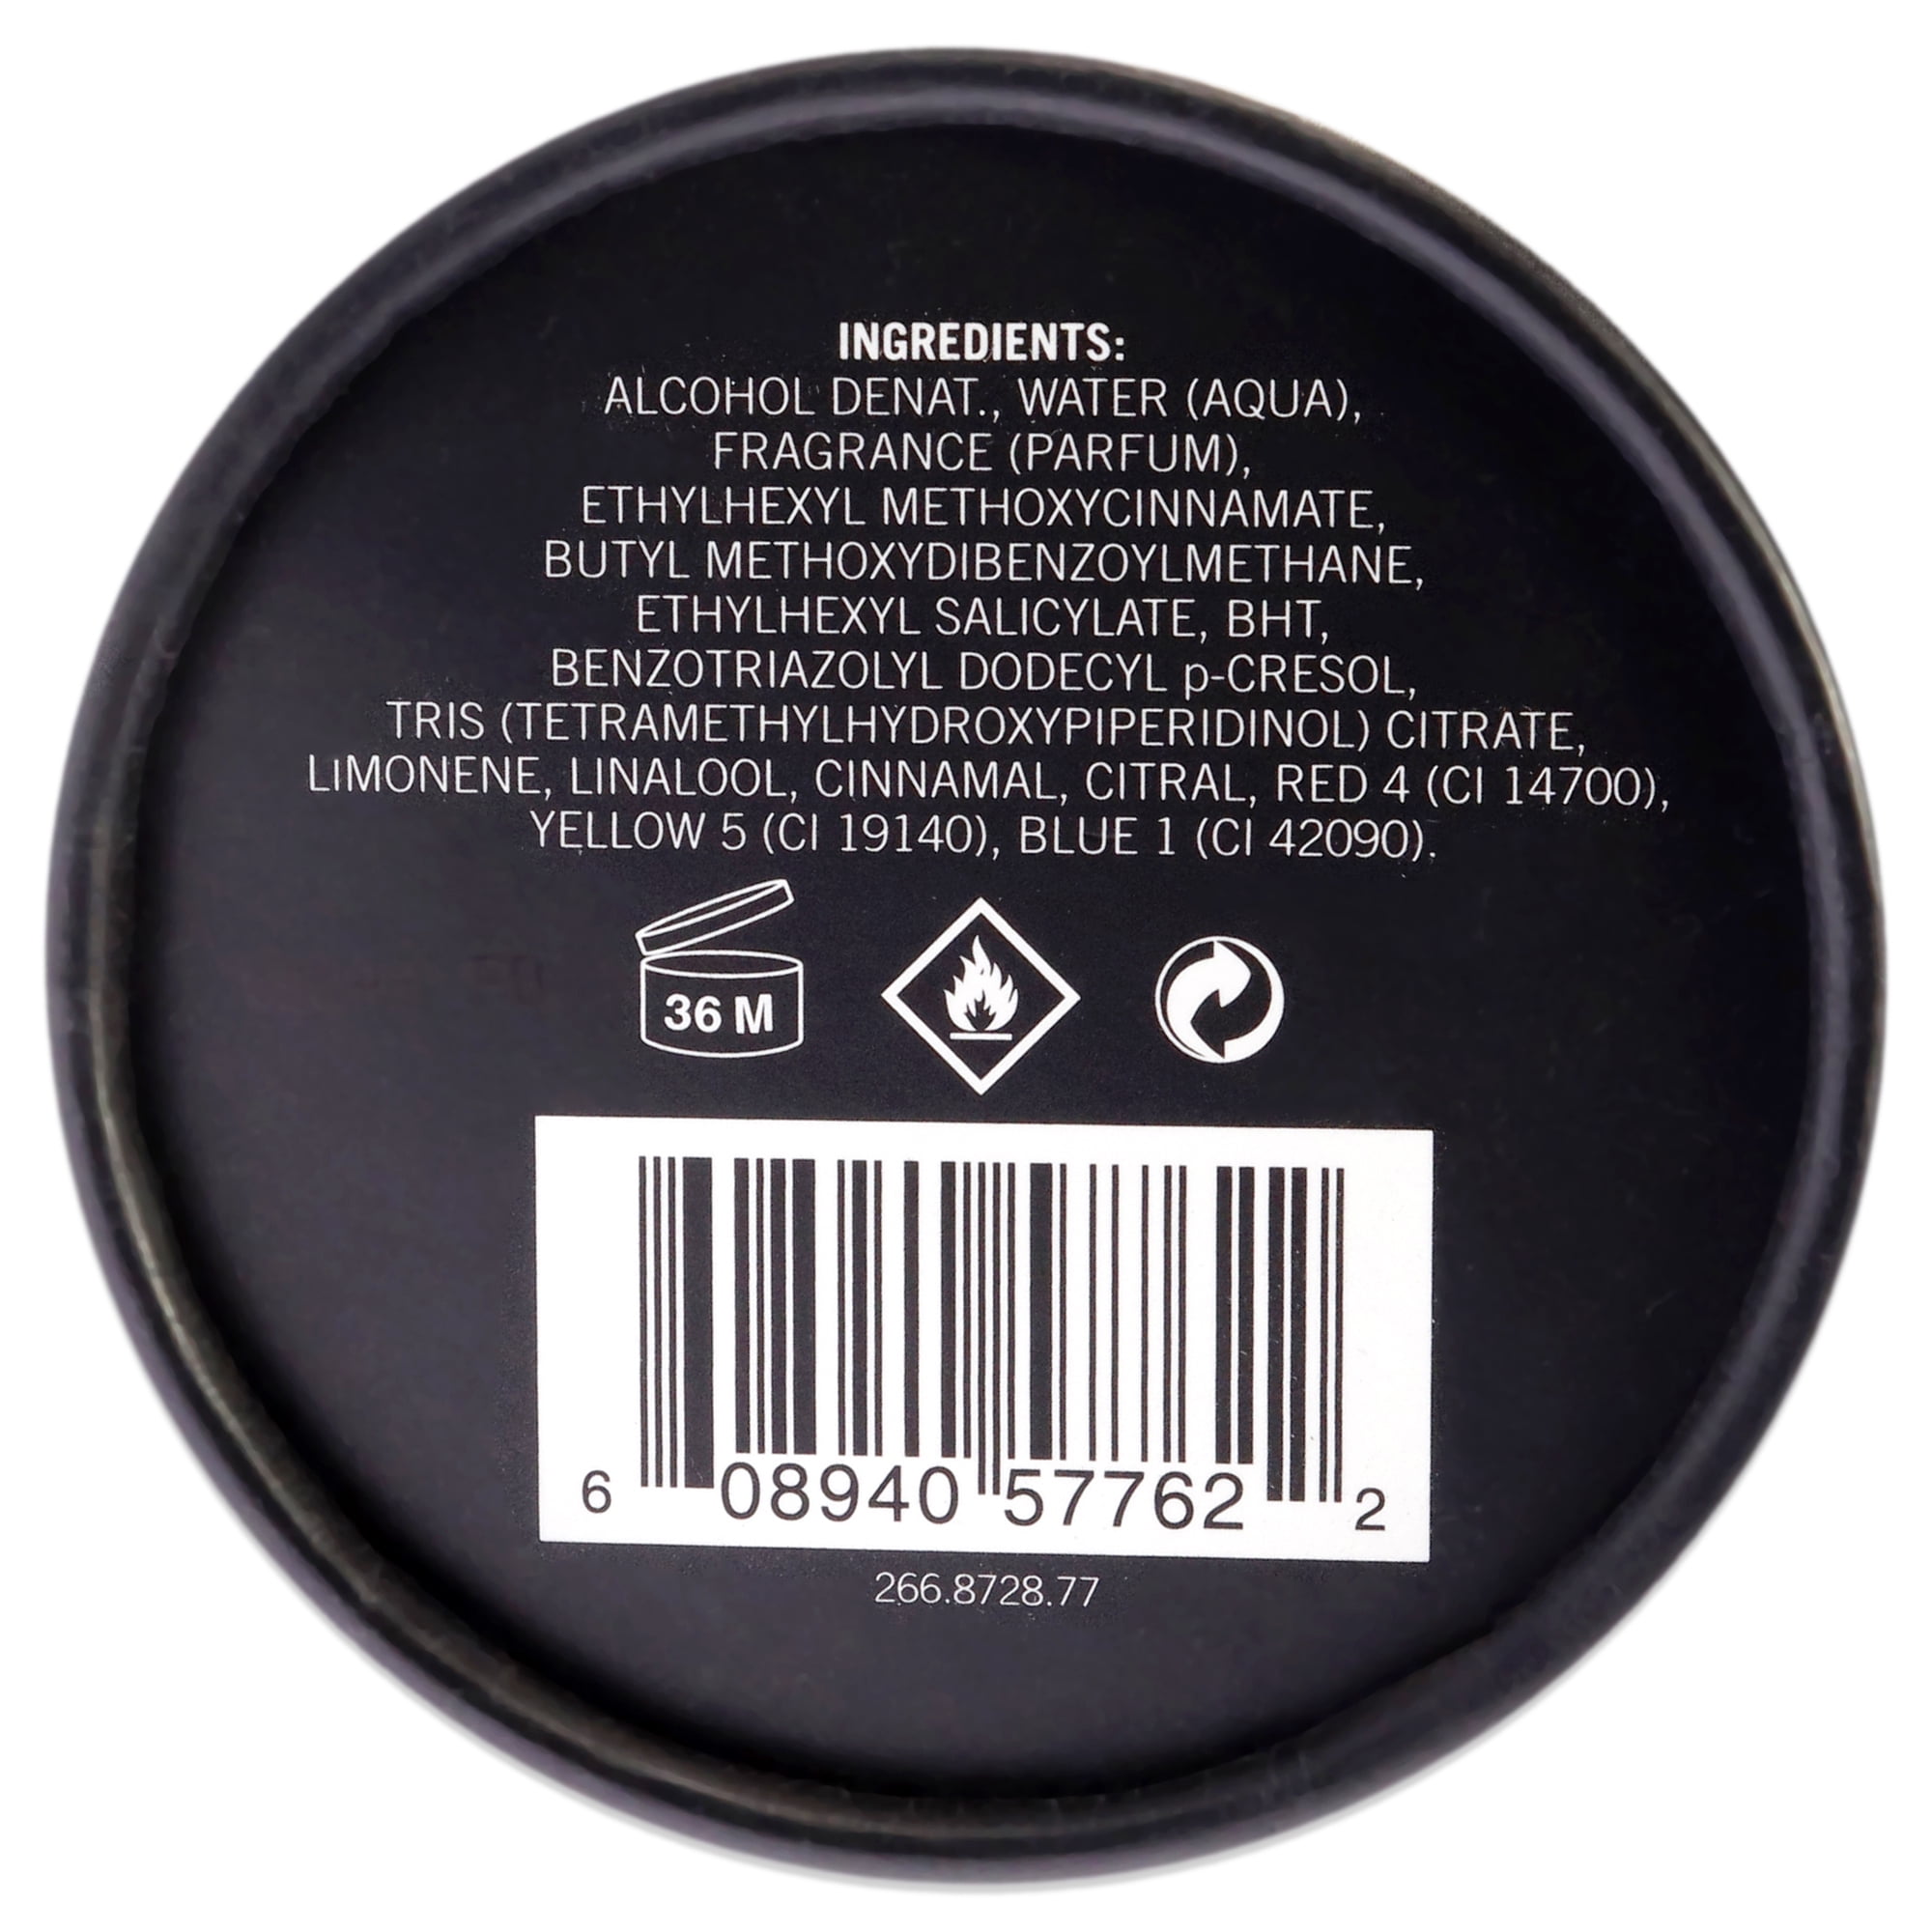 INGREDIENTS:
ALCOHOL DENAT., WATER (AQUA),
FRAGRANCE (PARFUM),
ETHYLHEXYL METHOXYCINNAMATE,
BUTYL METHOXYDIBENZOYLMETHANE,
ETHYLHEXYL SALICYLATE, BHT,
BENZOTRIAZOLYL DODECYL p-CRESOL,
TRIS (TETRAMETHYLHYDROXYPIPERIDINOL) CITRATE,
LIMONENE, LINALOOL, CINNAMAL, CITRAL, RED 4 (CI 14700),
YELLOW 5 (CI 19140), BLUE 1 (CI 42090).
36 M
6 08940 57762 2
266.8728.77